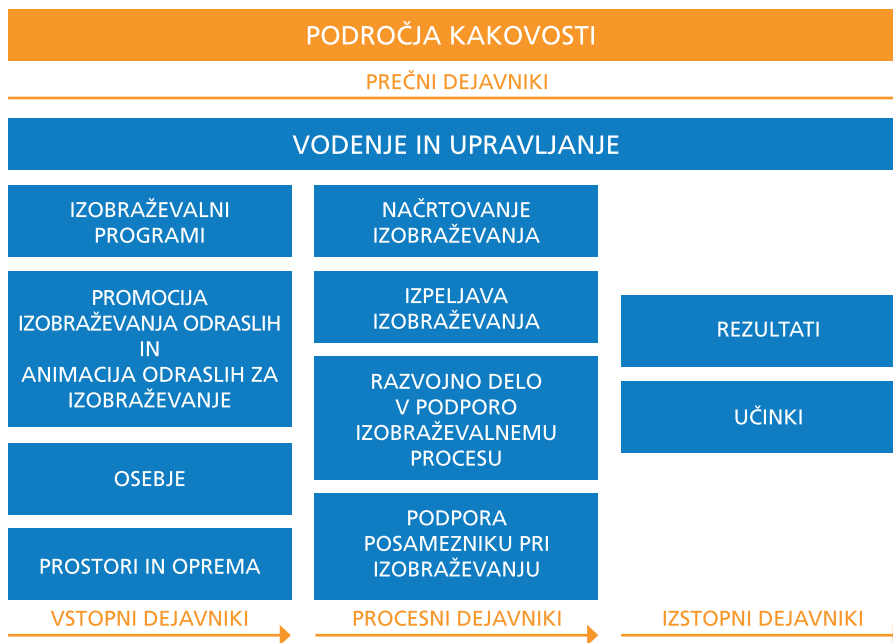 PODROČJA KAKOVOSTI
PREČNI DEJAVNIKI
VODENJE IN UPRAVLJANJE
IZOBRAŽEVALNI
PROGRAMI
PROMOCIJA
IZOBRAŽEVANJA ODRASLIH
IN
ANIMACIJA ODRASLIH ZA
IZOBRAŽEVANJE
OSEBJE
PROSTORI IN OPREMA
VSTOPNI DEJAVNIKI
NAČRTOVANJE
IZOBRAŽEVANJA
IZPELJAVA
IZOBRAŽEVANJA
RAZVOJNO DELO
V PODPORO
IZOBRAŽEVALNEMU
PROCESU
PODPORA
POSAMEZNIKU PRI
IZOBRAŽEVANJU
PROCESNI DEJAVNIKI
REZULTATI
UČINKI
IZSTOPNI DEJAVNIKI